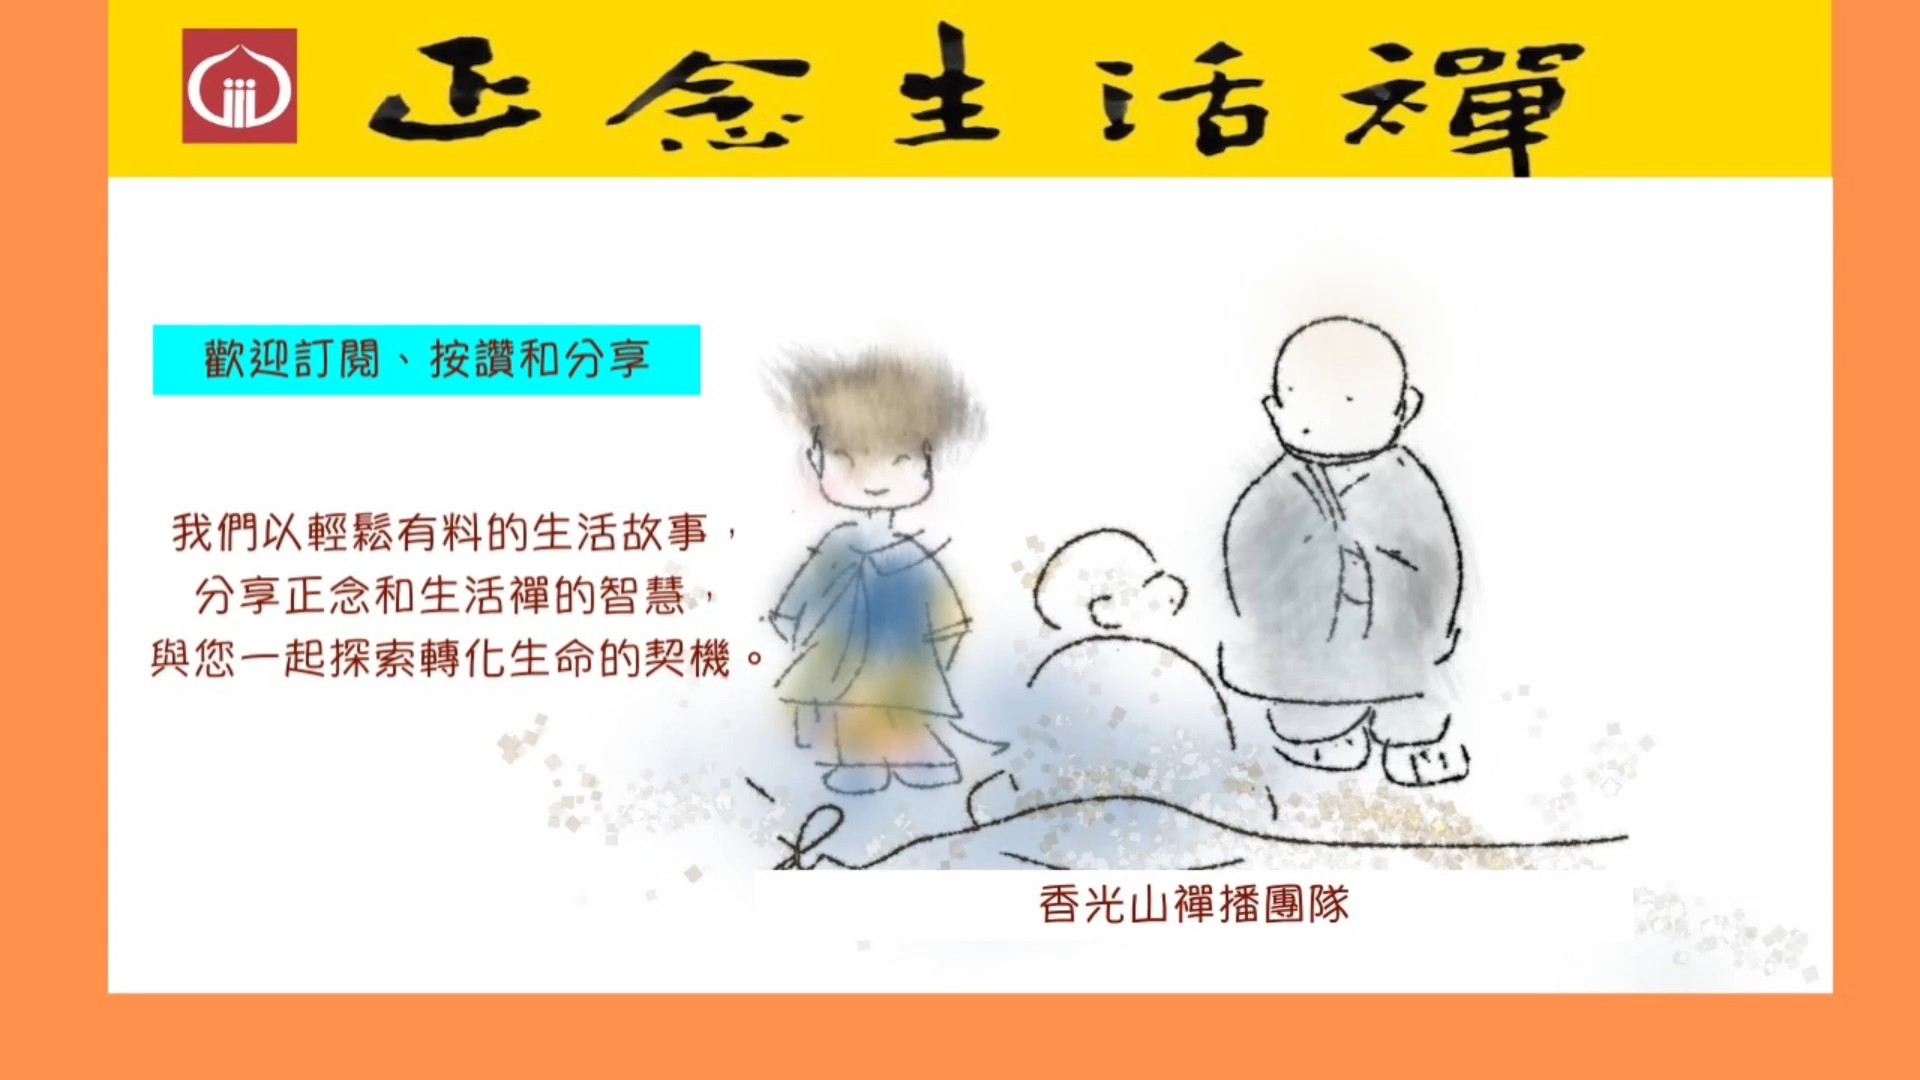 正念生活禪
歡迎訂閱、按讚和分享
我們以輕鬆有料的生活故事，
分享正念和生活禪的智慧，
與您一起探索轉化生命的契機。
香光山禪播團隊